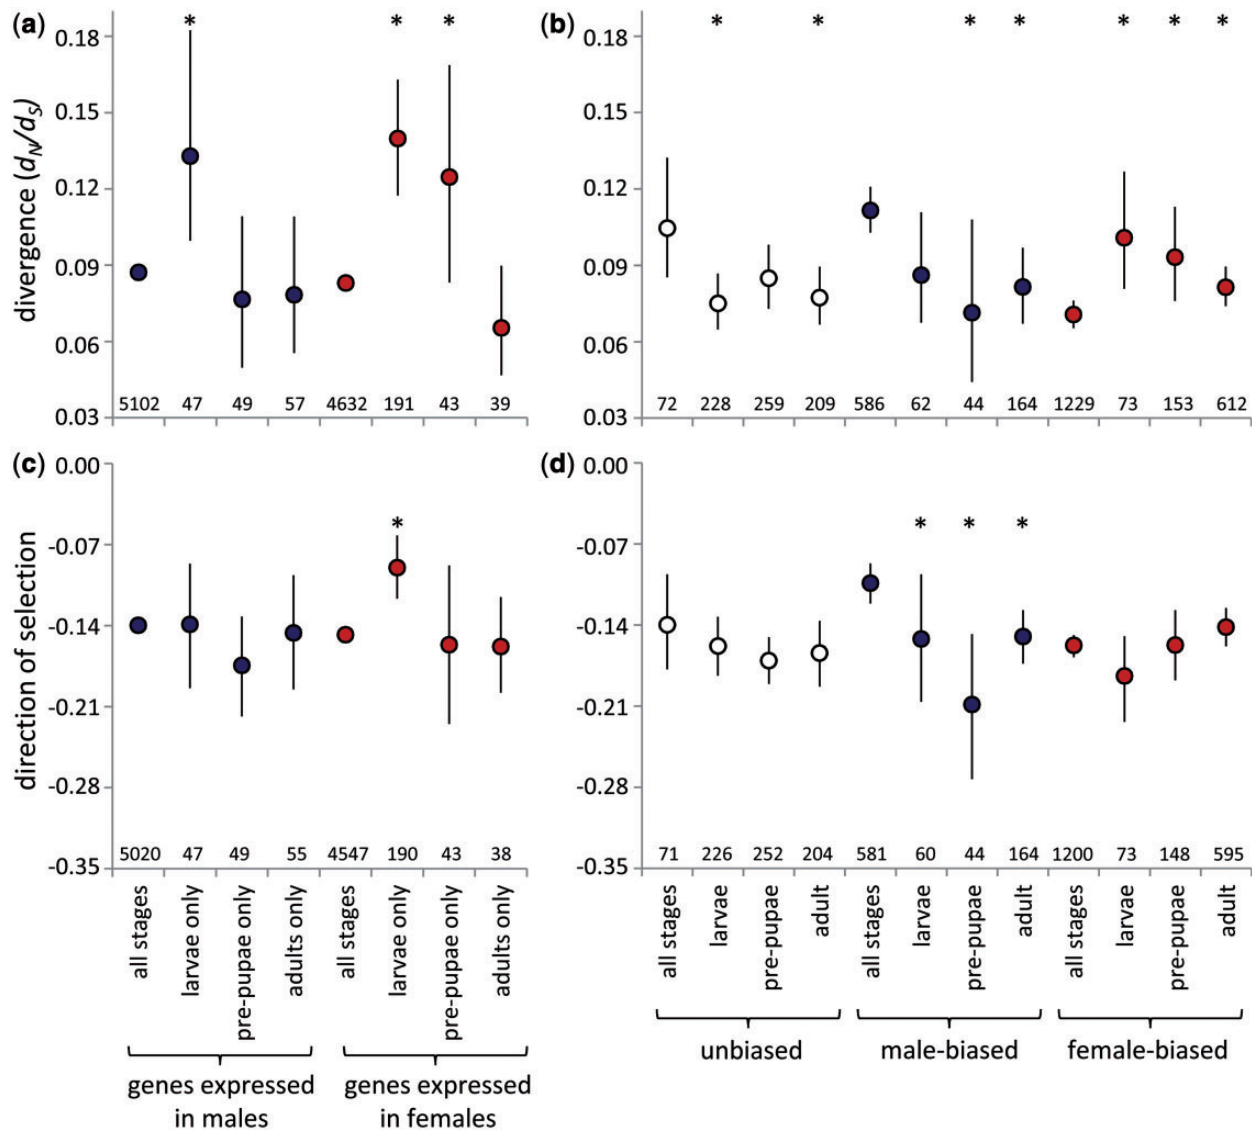 (a)
* * *
divergence (dN/dS)
0.18
0.15
0.12
0.09
0.06
0.03
5102 47 49 57 4632 191 43 39
(b)
* * * * * * *
0.18
0.15
0.12
0.09
0.06
0.03
72 228 259 209 586 62 44 164 1229 73 153 612
(c)
*
direction of selection
0.00
-0.07
-0.14
-0.21
-0.28
-0.35
5020 47 49 55 4547 190 43 38
all stages
larvae only
pre-pupae only
adults only
all stages
larvae only
pre-pupae only
adults only
genes expressed
in males
genes expressed
in females
(d)
* * *
0.00
-0.07
-0.14
-0.21
-0.28
-0.35
71 226 252 204 581 60 44 164 1200 73 148 595
all stages
larvae
pre-pupae
adult
all stages
larvae
pre-pupae
adult
all stages
larvae
pre-pupae
adult
unbiased
male-biased
female-biased